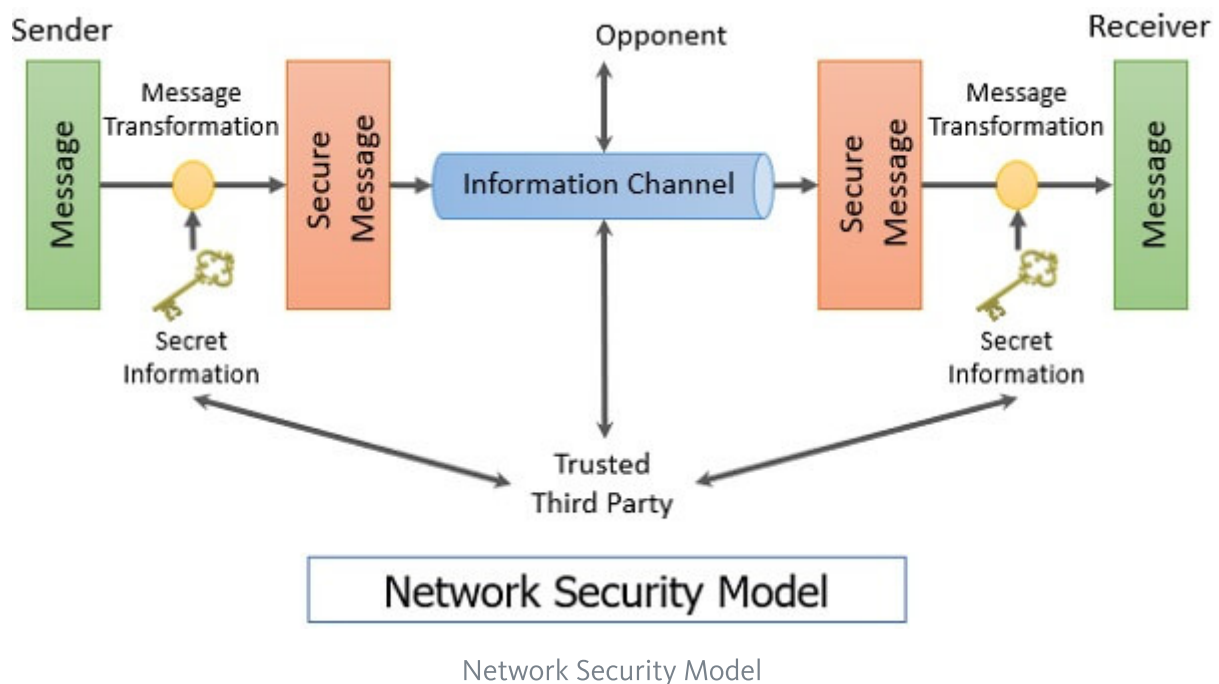 Sender
Opponent
Receiver
Message
Message
Transformation
Secure
Message
Information Channel
Secure
Message
Message
Transformation
Message
Secret
Information
Secret
Information
Trusted
Third Party
Network Security Model
Network Security Model